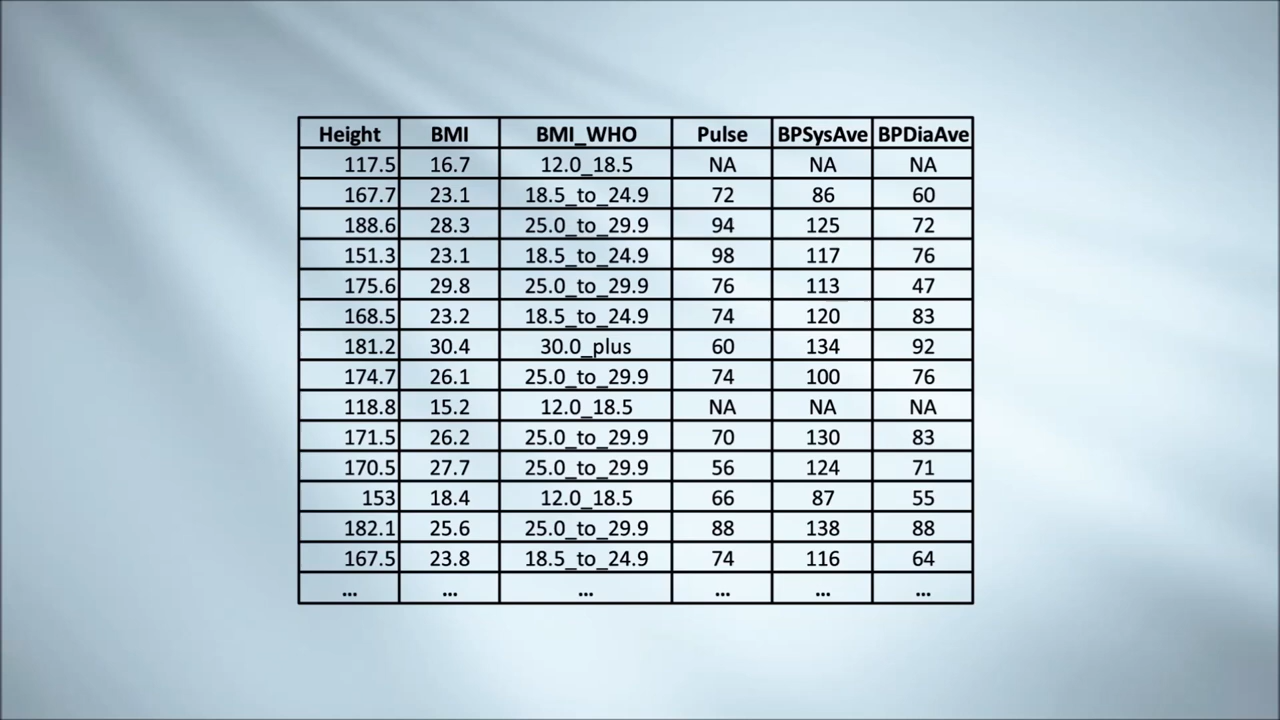 Height BMI BMI_WHO Pulse BPSysAve BPDiaAve
117.5 16.7 12.0_18.5 NA NA NA
167.7 23.1 18.5_to_24.9 72 86 60
188.6 28.3 25.0_to_29.9 94 125 72
151.3 23.1 18.5_to_24.9 98 117 76
175.6 29.8 25.0_to_29.9 76 113 47
168.5 23.2 18.5_to_24.9 74 120 83
181.2 30.4 30.0_plus 60 134 92
174.7 26.1 25.0_to_29.9 74 100 76
118.8 15.2 12.0_18.5 NA NA NA
171.5 26.2 25.0_to_29.9 70 130 83
170.5 27.7 25.0_to_29.9 56 124 71
153 18.4 12.0_18.5 66 87 55
182.1 25.6 25.0_to_29.9 88 138 88
167.5 23.8 18.5_to_24.9 74 116 64
... ... ... ... ... ...